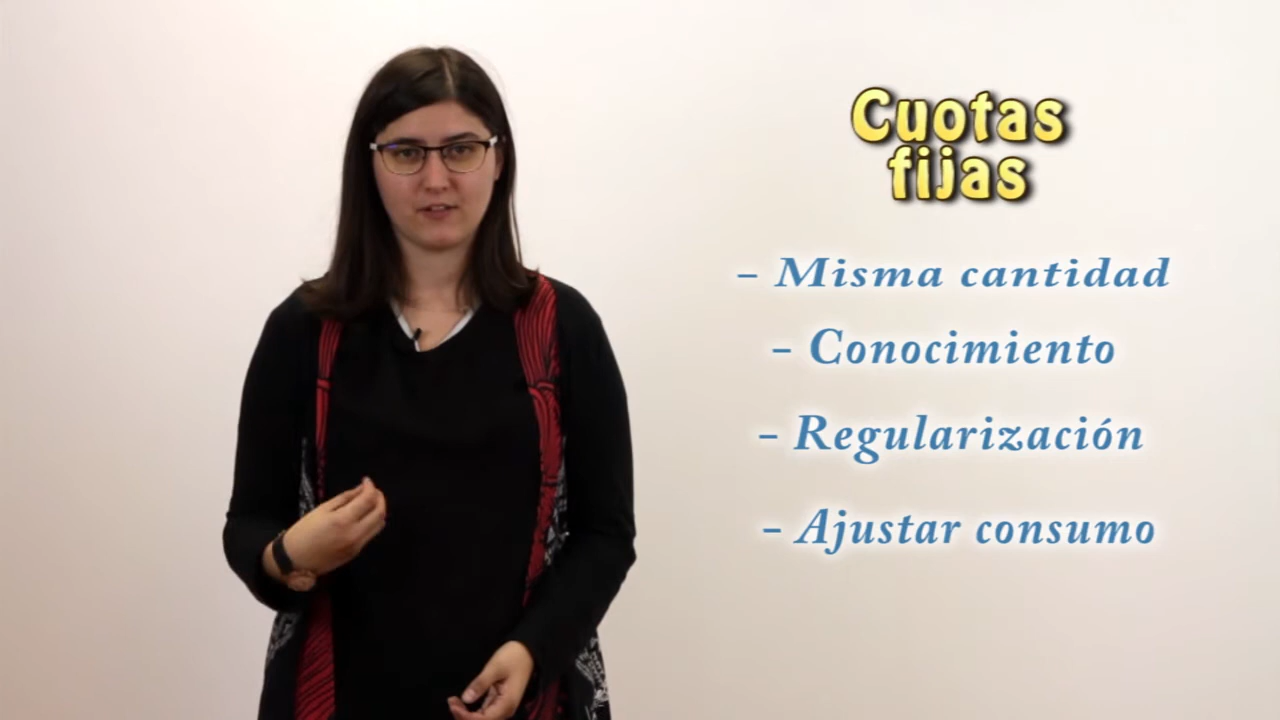 Cuotas
fijas
- Misma cantidad
- Conocimiento
- Regularización
- Ajustar consumo